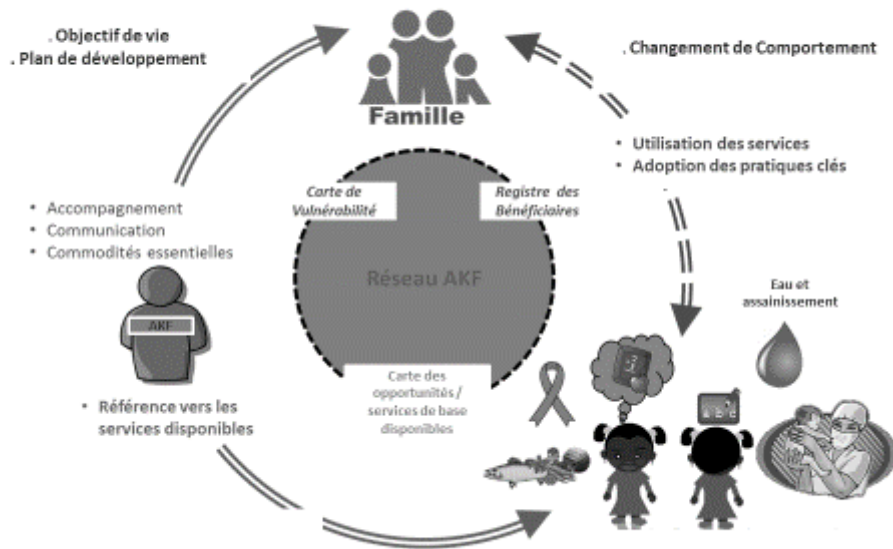 . Objectif de vie
. Plan de développement
Famille
. Changement de Comportement
• Utilisation des services
• Adoption des pratiques clés
Carte de
Vulnérabilité
Registre des
Bénéficiaires
• Accompagnement
• Communication
• Commodités essentielles
Réseau AKF
AKF
Eau et
assainissement
Carte des
opportunités /
services de base
disponibles
• Référence vers les
services disponibles